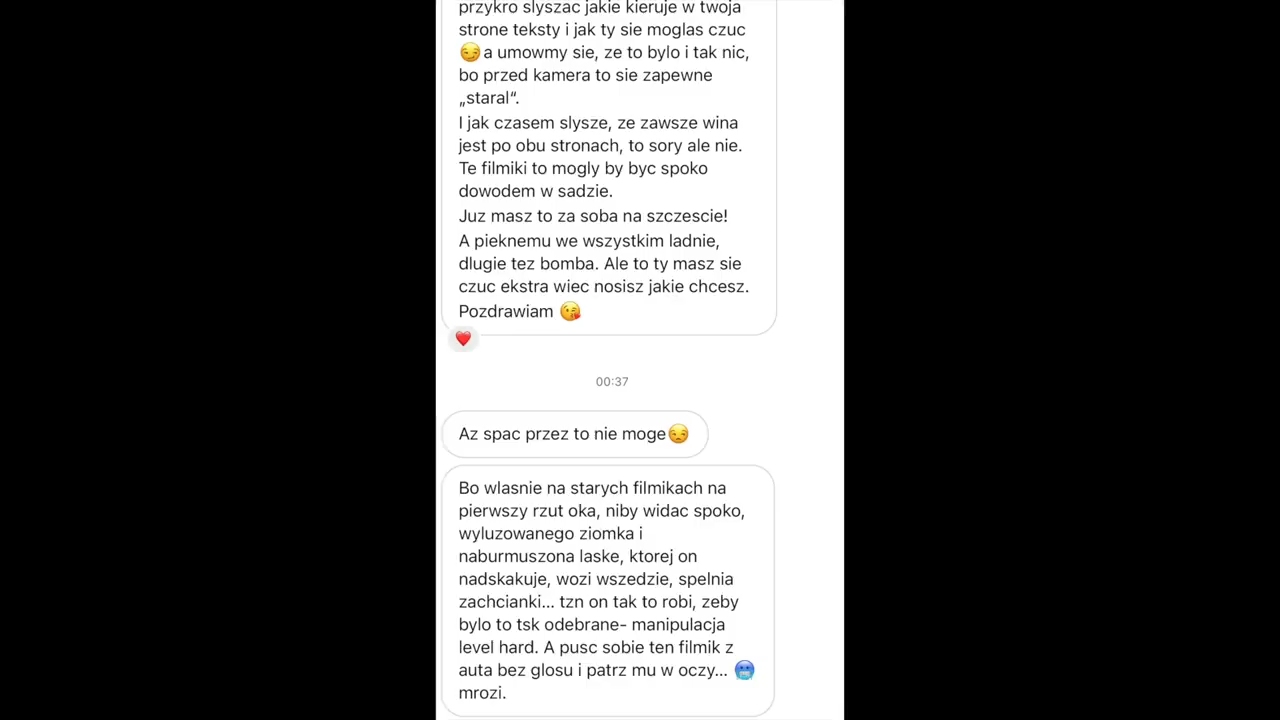 przykro slyszac jakie kieruje w twoja
strone teksty i jak ty sie moglas czuc
😏a umowmy sie, ze to bylo i tak nic,
bo przed kamera to sie zapewne
„staral“.
I jak czasem slysze, ze zawsze wina
jest po obu stronach, to sory ale nie.
Te filmiki to mogly by byc spoko
dowodem w sadzie.
Juz masz to za soba na szczescie!
A pieknemu we wszystkim ladnie,
dlugie tez bomba. Ale to ty masz sie
czuc ekstra wiec nosisz jakie chcesz.
Pozdrawiam 😘
00:37
Az spac przez to nie moge😒
Bo wlasnie na starych filmikach na
pierwszy rzut oka, niby widac spoko,
wyluzowanego ziomka i
naburmuszona laske, ktorej on
nadskakuje, wozi wszedzie, spelnia
zachcianki... tzn on tak to robi, zeby
bylo to tsk odebrane- manipulacja
level hard. A pusc sobie ten filmik z
auta bez glosu i patrz mu w oczy... 🥶
mrozi.